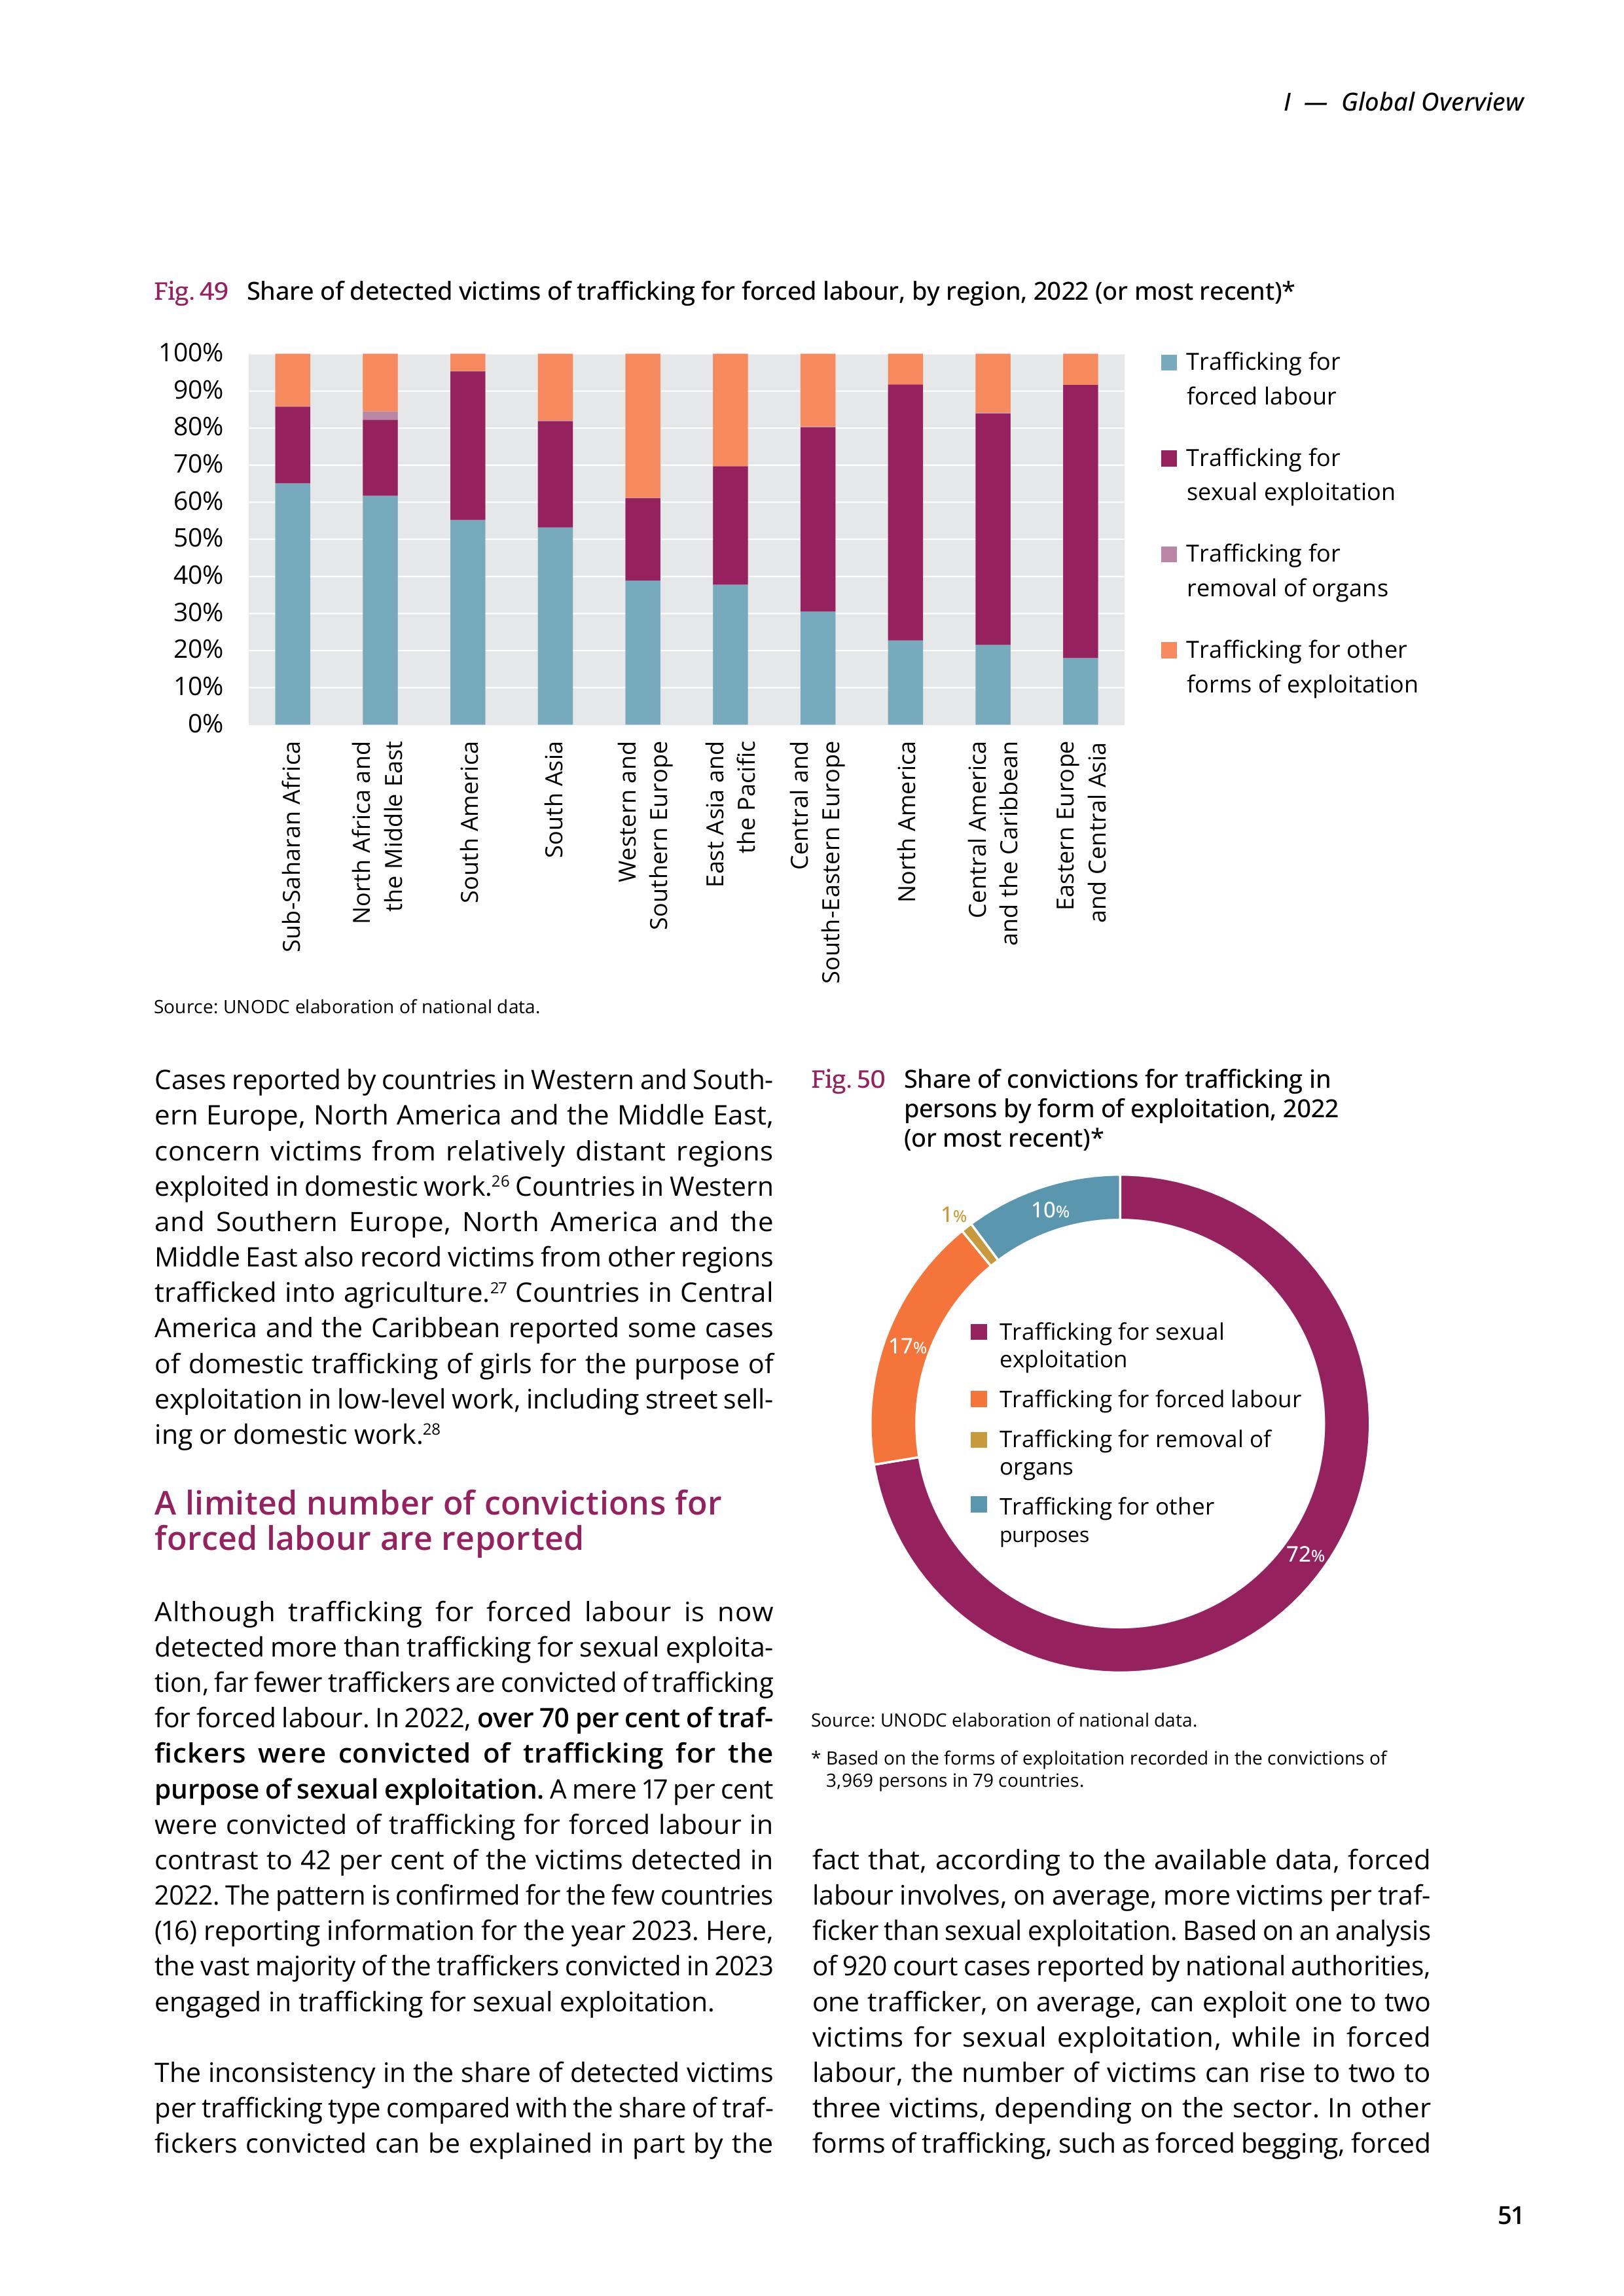 I — Global Overview
Fig. 49 Share of detected victims of trafficking for forced labour, by region, 2022 (or most recent)*
100%
90%
80%
70%
60%
50%
40%
30%
20%
10%
0%
Sub-Saharan Africa
North Africa and
the Middle East
South America
South Asia
Western and
Southern Europe
East Asia and
the Pacific
Central and
South-Eastern Europe
North America
Central America
and the Caribbean
Eastern Europe
and Central Asia
Trafficking for
forced labour
Trafficking for
sexual exploitation
Trafficking for
removal of organs
Trafficking for other
forms of exploitation
Source: UNODC elaboration of national data.
Cases reported by countries in Western and South-
ern Europe, North America and the Middle East,
concern victims from relatively distant regions
exploited in domestic work.26 Countries in Western
and Southern Europe, North America and the
Middle East also record victims from other regions
trafficked into agriculture.27 Countries in Central
America and the Caribbean reported some cases
of domestic trafficking of girls for the purpose of
exploitation in low-level work, including street sell-
ing or domestic work.28
A limited number of convictions for
forced labour are reported
Although trafficking for forced labour is now
detected more than trafficking for sexual exploita-
tion, far fewer traffickers are convicted of trafficking
for forced labour. In 2022, over 70 per cent of traf-
fickers were convicted of trafficking for the
purpose of sexual exploitation. A mere 17 per cent
were convicted of trafficking for forced labour in
contrast to 42 per cent of the victims detected in
2022. The pattern is confirmed for the few countries
(16) reporting information for the year 2023. Here,
the vast majority of the traffickers convicted in 2023
engaged in trafficking for sexual exploitation.
The inconsistency in the share of detected victims
per trafficking type compared with the share of traf-
fickers convicted can be explained in part by the
Fig. 50 Share of convictions for trafficking in
persons by form of exploitation, 2022
(or most recent)*
1%
10%
17%
72%
Trafficking for sexual
exploitation
Trafficking for forced labour
Trafficking for removal of
organs
Trafficking for other
purposes
Source: UNODC elaboration of national data.
* Based on the forms of exploitation recorded in the convictions of
3,969 persons in 79 countries.
fact that, according to the available data, forced
labour involves, on average, more victims per traf-
ficker than sexual exploitation. Based on an analysis
of 920 court cases reported by national authorities,
one trafficker, on average, can exploit one to two
victims for sexual exploitation, while in forced
labour, the number of victims can rise to two to
three victims, depending on the sector. In other
forms of trafficking, such as forced begging, forced
51